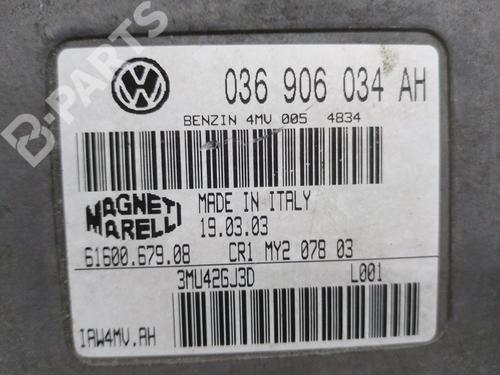 036 906 034 AH
BENZIN 4MV 005 4834
MAGNETI
MARELLI
MADE IN ITALY
19.03.03
61600.679.08 CR1 MY2 078 03
3MU426J3D L001
IAW4MV.AH
B-PARTS